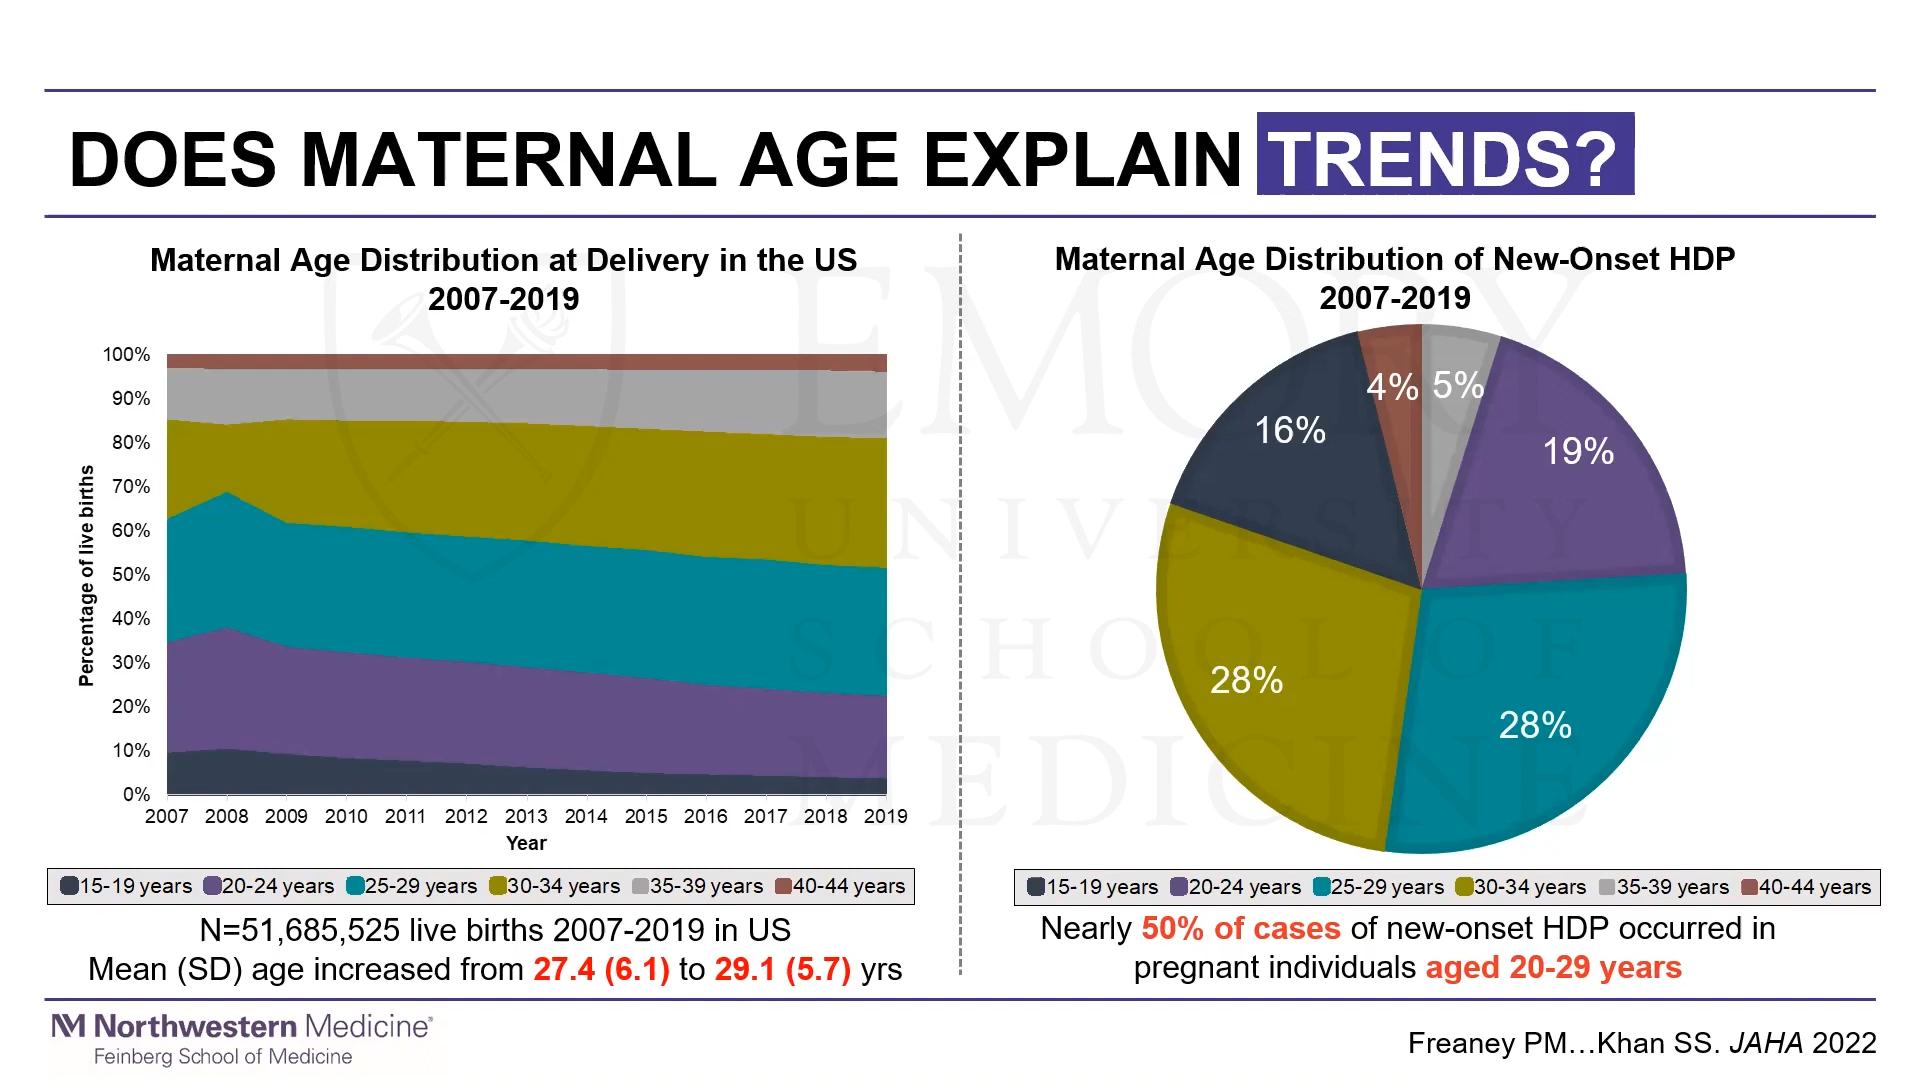 DOES MATERNAL AGE EXPLAIN TRENDS?
Maternal Age Distribution at Delivery in the US
2007-2019
100%
90%
80%
70%
60%
50%
40%
30%
20%
10%
0%
Percentage of live births
2007 2008 2009 2010 2011 2012 2013 2014 2015 2016 2017 2018 2019
Year
15-19 years 20-24 years 25-29 years 30-34 years 35-39 years 40-44 years
N=51,685,525 live births 2007-2019 in US
Mean (SD) age increased from 27.4 (6.1) to 29.1 (5.7) yrs
Maternal Age Distribution of New-Onset HDP
2007-2019
4% 5%
16%
19%
28%
28%
15-19 years 20-24 years 25-29 years 30-34 years 35-39 years 40-44 years
Nearly 50% of cases of new-onset HDP occurred in
pregnant individuals aged 20-29 years
EMORY
UNIVERSITY
SCHOOL OF
MEDICINE
Northwestern Medicine®
Feinberg School of Medicine
Freaney PM…Khan SS. JAHA 2022